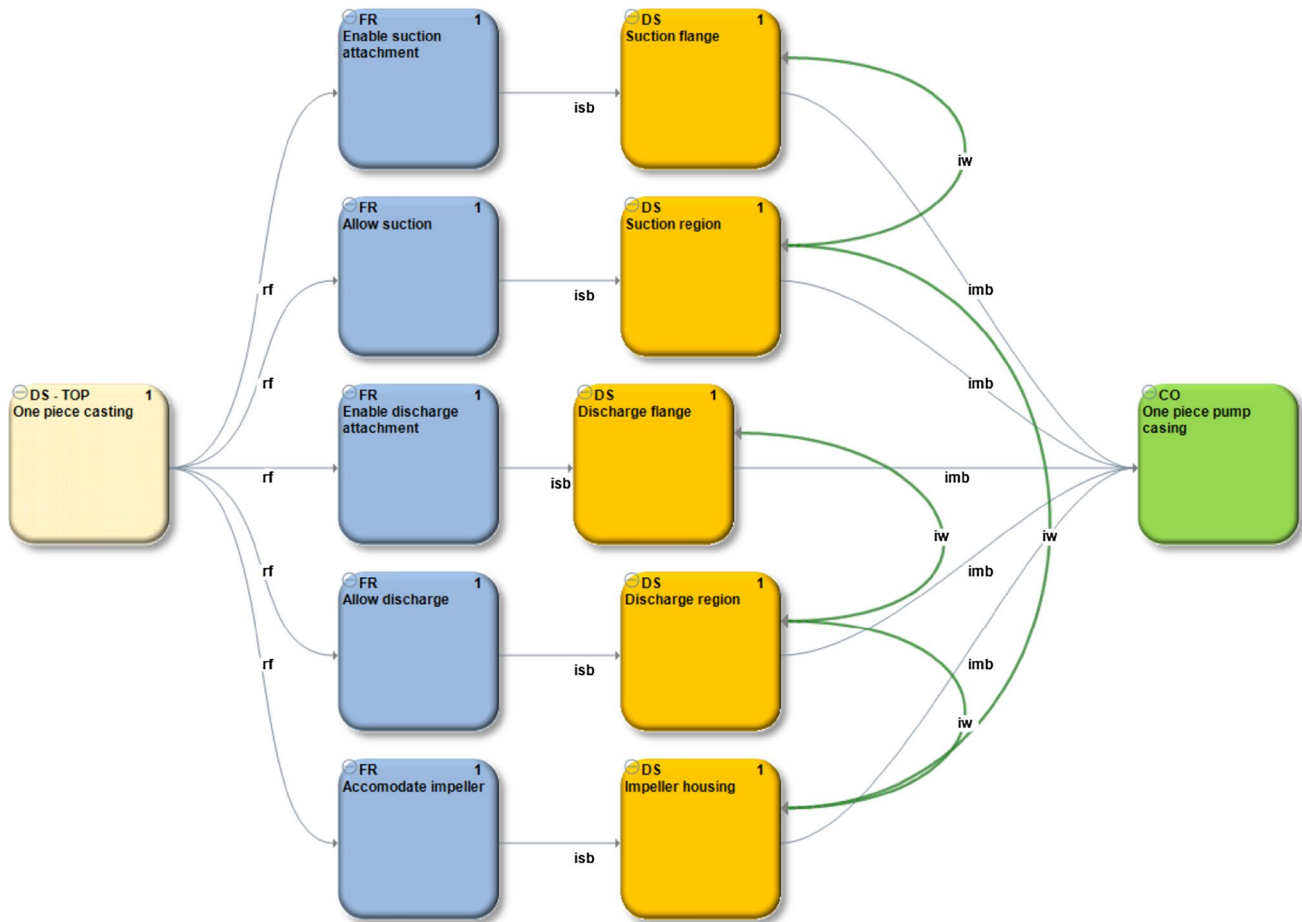 FR 1
Enable suction
attachment
DS 1
Suction flange
isb
iw
FR 1
Allow suction
DS 1
Suction region
rf
isb
imb
rf
imb
DS - TOP 1
One piece casting
FR 1
Enable discharge
attachment
DS 1
Discharge flange
CO
One piece pump
casing
rf
isb
imb
iw
iw
rf
imb
FR 1
Allow discharge
DS 1
Discharge region
rf
isb
imb
iw
FR 1
Accomodate impeller
DS 1
Impeller housing
isb